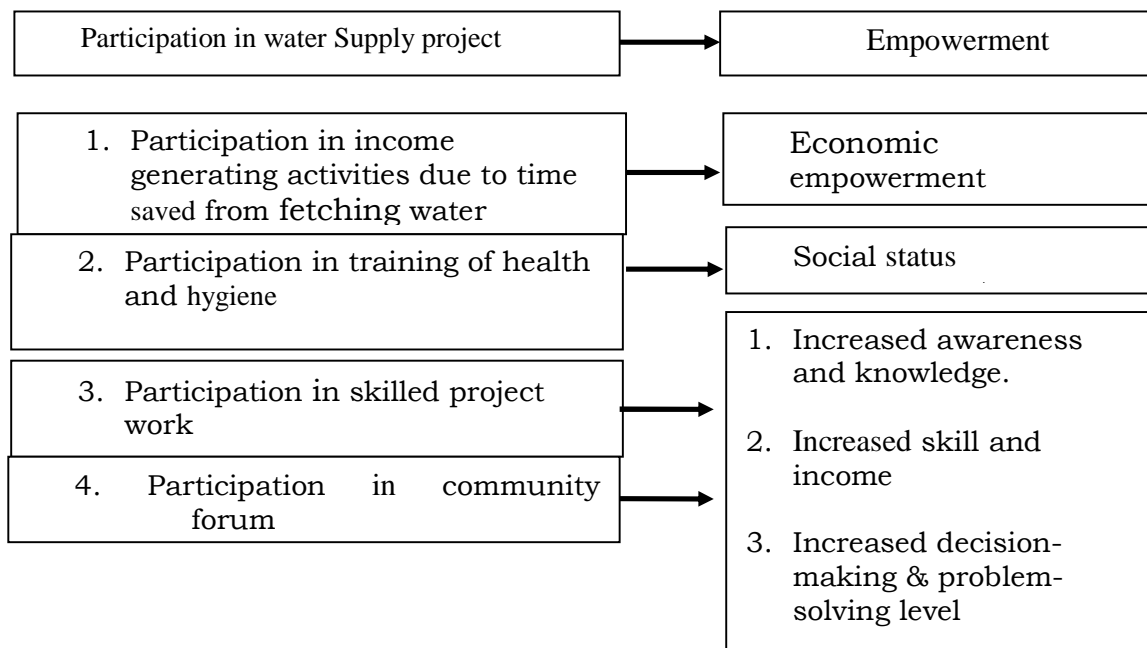 Participation in water Supply project
Empowerment
1. Participation in income
generating activities due to time
saved from fetching water
Economic
empowerment
2. Participation in training of health
and hygiene
Social status
3. Participation in skilled project
work
4. Participation in community
forum
1. Increased awareness
and knowledge.
2. Increased skill and
income
3. Increased decision-
making & problem-
solving level